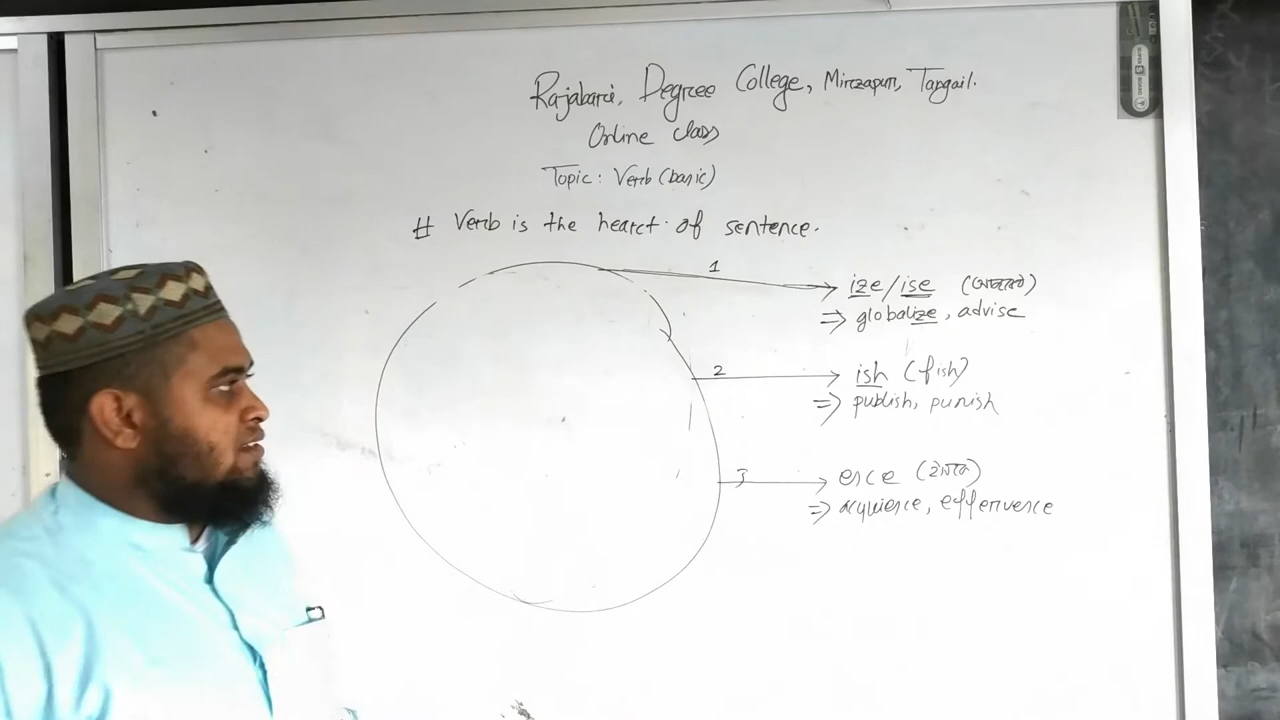 Rajabari, Degree College, Mirzapur, Tangail.
Online class
Topic: Verb (basic)
# Verb is the heart of sentence.
1
ize/ise
⇒ globalize, advise
2
ish (fish)
⇒ publish, punish
3
esce
⇒ acquiesce, effervesce